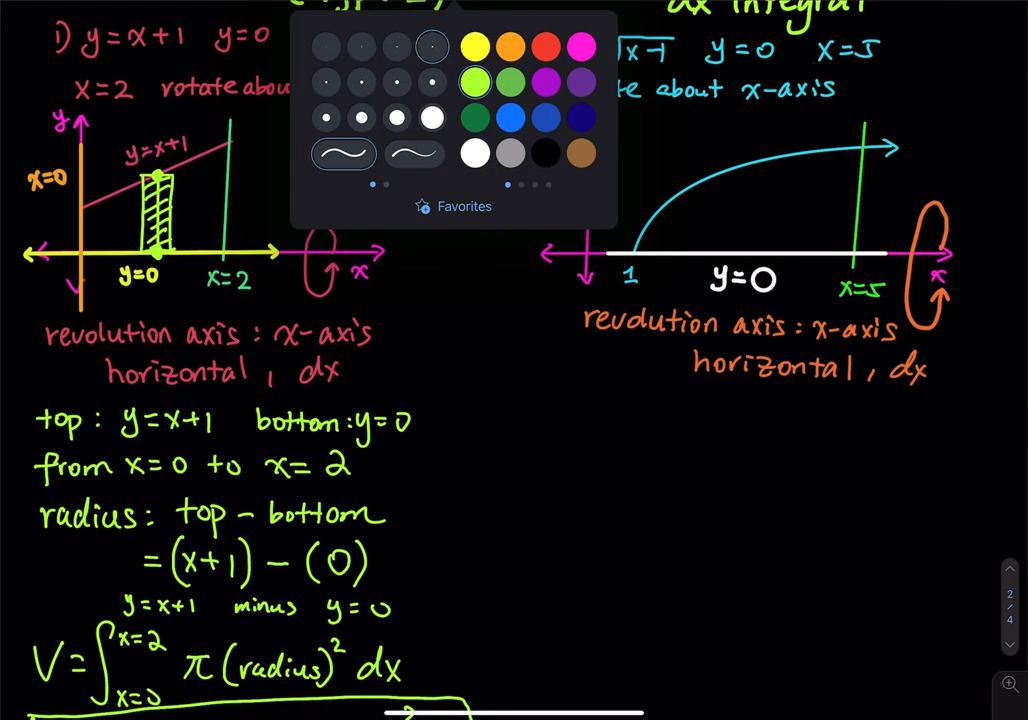 dx integral
1) y=x+1 y=0
x=2 rotate abou
y
y=x+1
x=0
y=0
x=2
x
revolution axis: x-axis
horizontal, dx
top: y=x+1 bottom: y=0
from x=0 to x=2
radius: top - bottom
=(x+1) - (0)
y=x+1 minus y=0
V=∫ x=2 x=0 π(radius)² dx
Favorites
√x-1 y=0 x=5
te about x-axis
1
y=0
x=5
x
revolution axis: x-axis
horizontal, dx
2
/
4